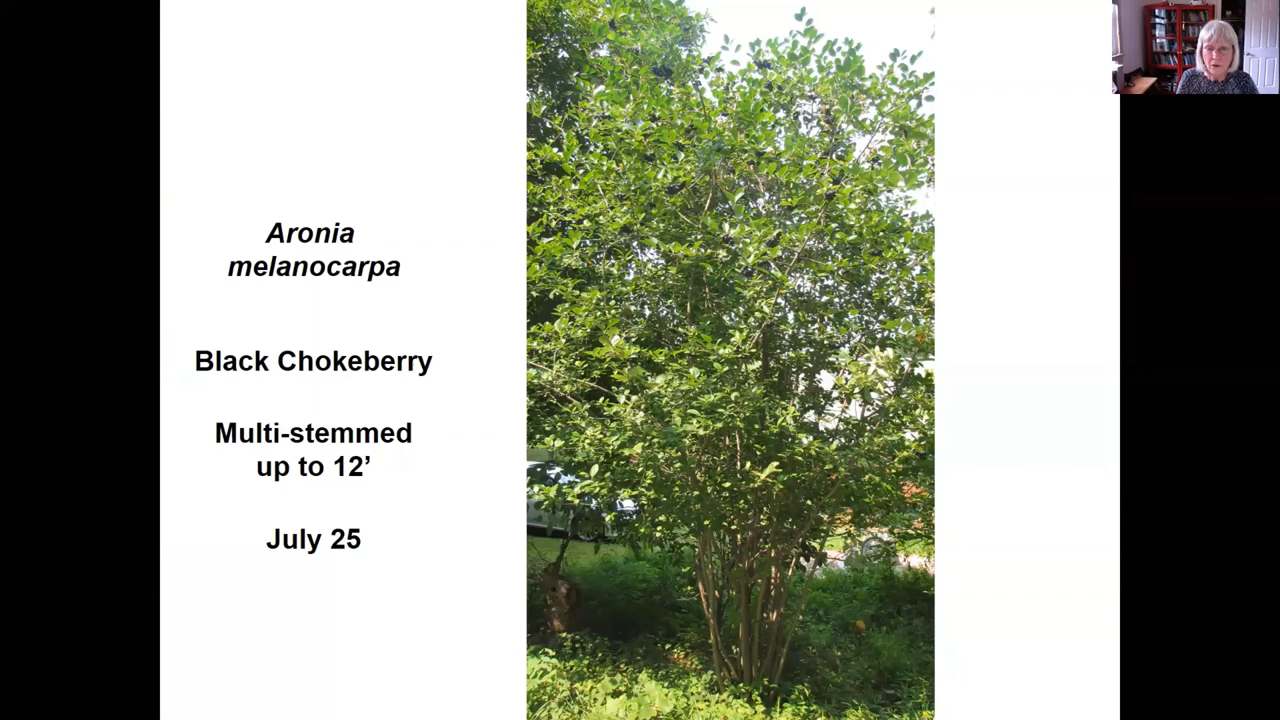 Aronia
melanocarpa
Black Chokeberry
Multi-stemmed
up to 12’
July 25